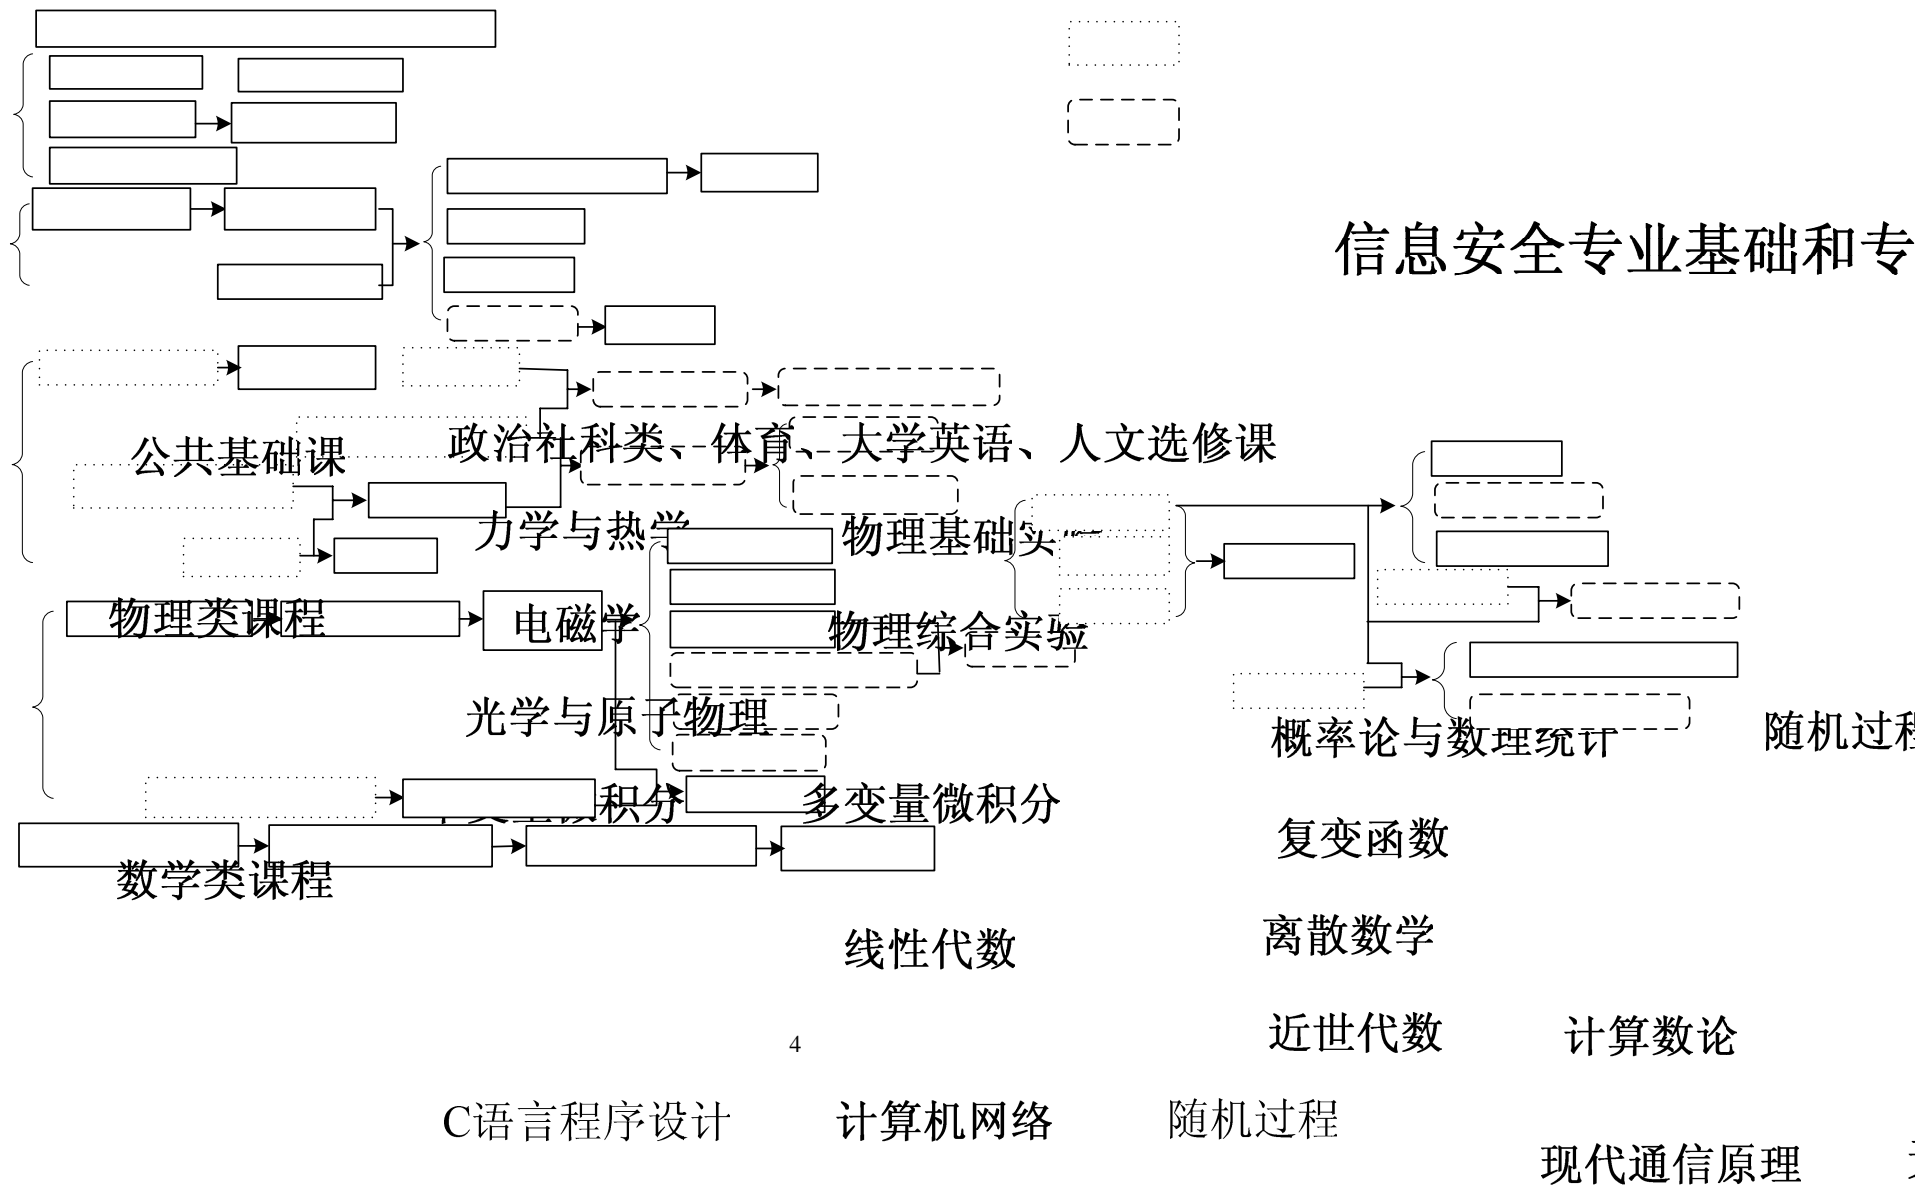 信息安全专业基础和专
公共基础课
政治社科类、体育、大学英语、人文选修课
力学与热学
物理基础实
物理类课程
电磁学
物理综合实验
光学与原子物理
概率论与数理统计
随机过程
变量微积分
多变量微积分
复变函数
数学类课程
线性代数
离散数学
近世代数
计算数论
4
C语言程序设计
计算机网络
随机过程
现代通信原理